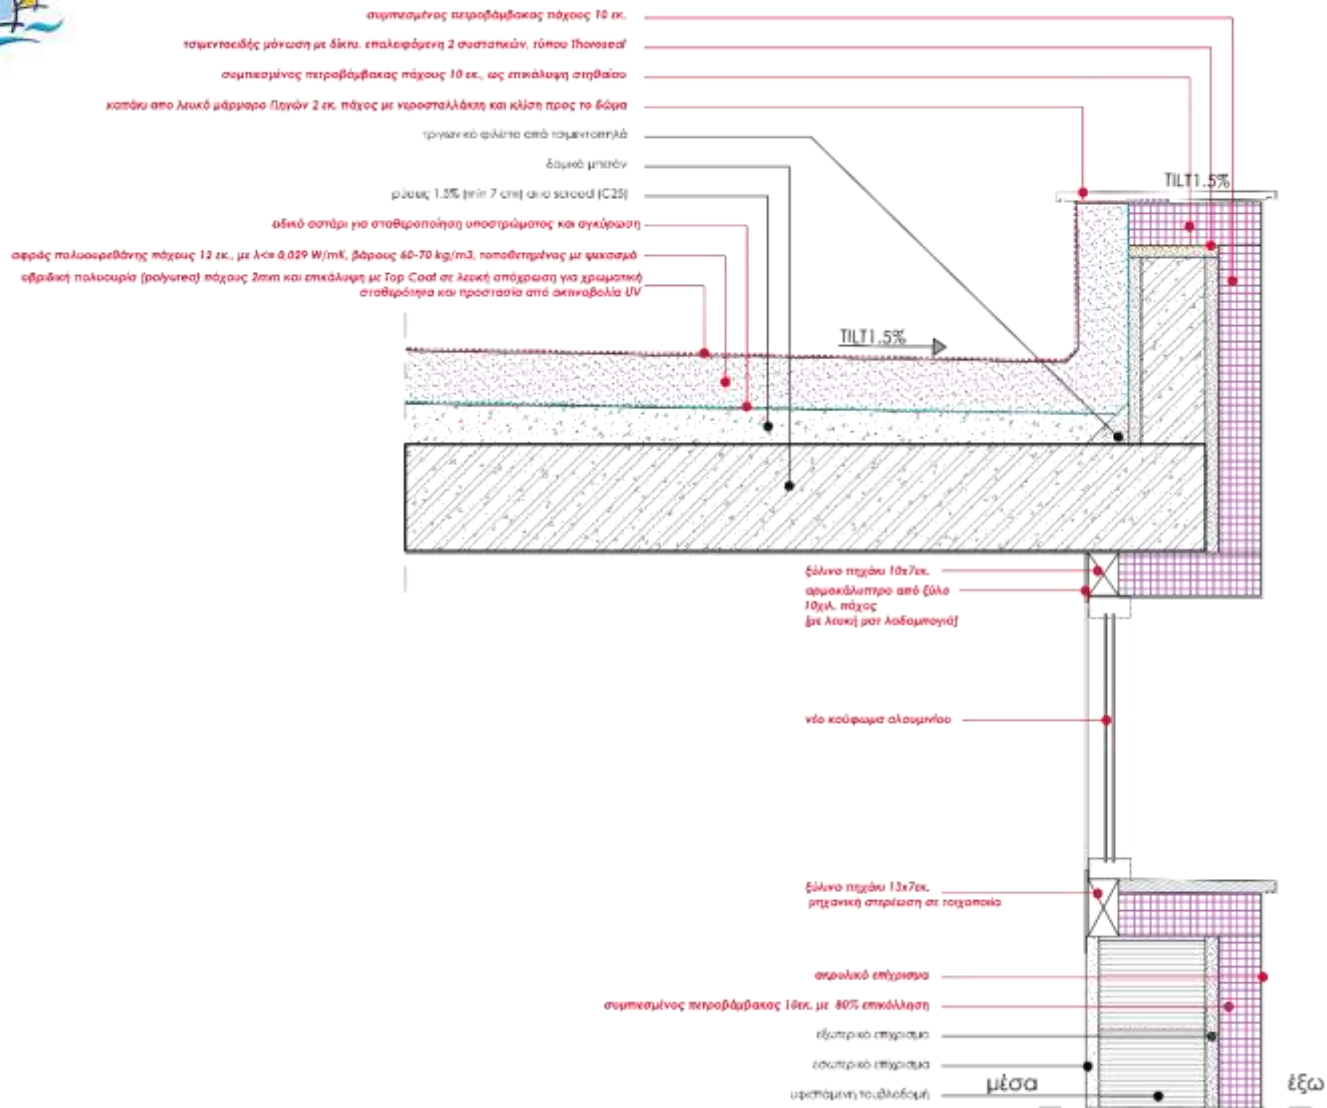 συμπιεσμένος πετροβάμβακας πάχους 10 εκ.
τσιμεντοειδής μόνωση με δίκτυ. επαλειφόμενη 2 συστατικών, τύπου Thoroseal
συμπιεσμένος πετροβάμβακας πάχους 10 εκ., ως επικάλυψη στηθαίου
καπάκι απο λευκό μάρμαρο Πηγών 2 εκ. πάχος με νεροσταλλάκτη και κλίση προς το δώμα
τριγωνικό φιλέτο από τσιμεντοπηλό
δομικό μπετόν
ρύσεις 1.5% (min 7 cm) απο screed (C25)
ειδικό αστάρι για σταθεροποίηση υποστρώματος και αγκύρωση
αφρός πολυουρεθάνης πάχους 12 εκ., με λ<= 0,029 W/mK, βάρους 60-70 kg/m3, τοποθετημένος με ψεκασμό
υβριδική πολυουρία (polyurea) πάχους 2mm και επικάλυψη με Top Coat σε λευκή απόχρωση για χρωματική
σταθερότητα και προστασία από ακτινοβολία UV
TILT1.5%
TILT1.5%
ξύλινο πηχάκι 10x7εκ.
αρμοκάλυπτρο από ξύλο
10χιλ. πάχος
[με λευκή ματ λαδομπογιά]
νέο κούφωμα αλουμινίου
ξύλινο πηχάκι 13x7εκ.
μηχανική στερέωση σε τοιχοποιία
ακρυλικό επίχρισμα
συμπιεσμένος πετροβάμβακας 10εκ. με 80% επικόλληση
εξωτερικό επίχρισμα
εσωτερικό επίχρισμα
υφιστάμενη τουβλοδομή
μέσα
έξω